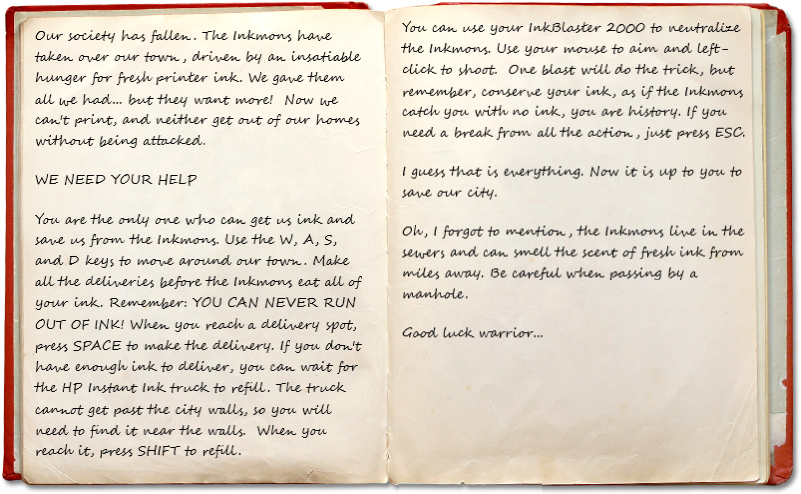 Our society has fallen. The Inkmons have
taken over our town, driven by an insatiable
hunger for fresh printer ink. We gave them
all we had... but they want more! Now we
can't print, and neither get out of our homes
without being attacked.
WE NEED YOUR HELP
You are the only one who can get us ink and
save us from the Inkmons. Use the W, A, S,
and D keys to move around our town. Make
all the deliveries before the Inkmons eat all of
your ink. Remember: YOU CAN NEVER RUN
OUT OF INK! When you reach a delivery spot,
press SPACE to make the delivery. If you don't
have enough ink to deliver, you can wait for
the HP Instant Ink truck to refill. The truck
cannot get past the city walls, so you will
need to find it near the walls. When you
reach it, press SHIFT to refill.
You can use your InkBlaster 2000 to neutralize
the Inkmons. Use your mouse to aim and left-
click to shoot. One blast will do the trick, but
remember, conserve your ink, as if the Inkmons
catch you with no ink, you are history. If you
need a break from all the action, just press ESC.
I guess that is everything. Now it is up to you to
save our city.
Oh, I forgot to mention, the Inkmons live in the
sewers and can smell the scent of fresh ink from
miles away. Be careful when passing by a
manhole.
Good luck warrior...